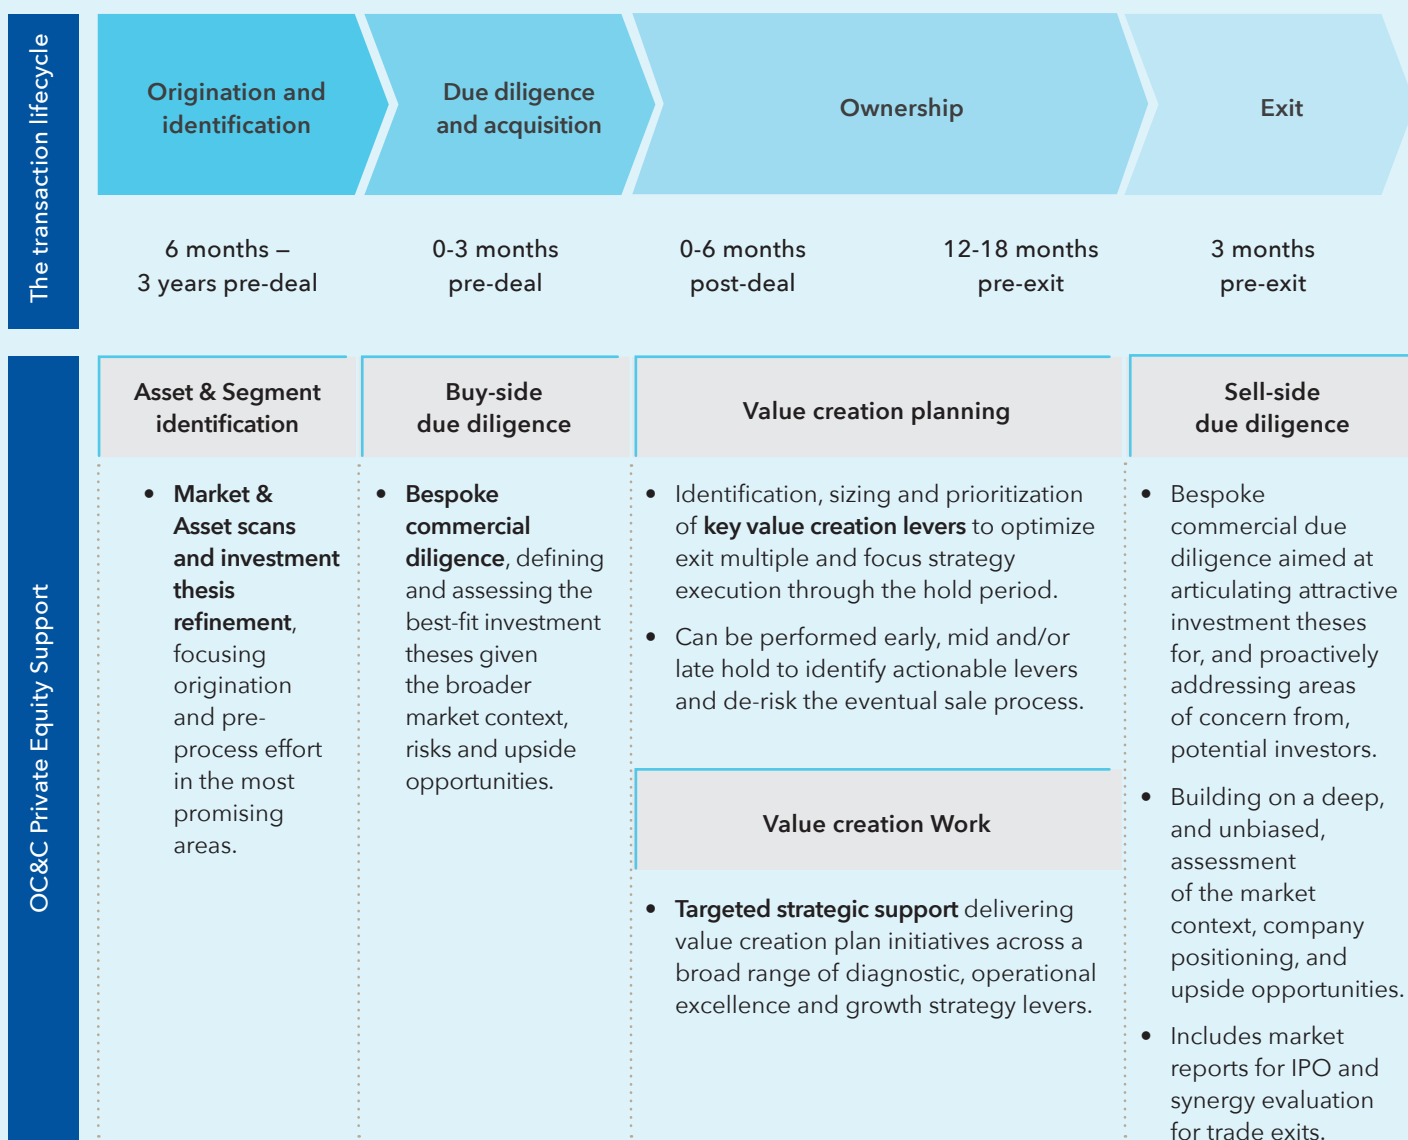 The transaction lifecycle
Origination and
identification
Due diligence
and acquisition
Ownership
Exit
6 months –
3 years pre-deal
0-3 months
pre-deal
0-6 months
post-deal
12-18 months
pre-exit
3 months
pre-exit
OC&C Private Equity Support
Asset & Segment
identification
• Market &
Asset scans
and investment
thesis
refinement,
focusing
origination
and pre-
process effort
in the most
promising
areas.
Buy-side
due diligence
• Bespoke
commercial
diligence, defining
and assessing the
best-fit investment
theses given
the broader
market context,
risks and upside
opportunities.
Value creation planning
• Identification, sizing and prioritization
of key value creation levers to optimize
exit multiple and focus strategy
execution through the hold period.
• Can be performed early, mid and/or
late hold to identify actionable levers
and de-risk the eventual sale process.
Value creation Work
• Targeted strategic support delivering
value creation plan initiatives across a
broad range of diagnostic, operational
excellence and growth strategy levers.
Sell-side
due diligence
• Bespoke
commercial due
diligence aimed at
articulating attractive
investment theses
for, and proactively
addressing areas
of concern from,
potential investors.
• Building on a deep,
and unbiased,
assessment
of the market
context, company
positioning, and
upside opportunities.
• Includes market
reports for IPO and
synergy evaluation
for trade exits.